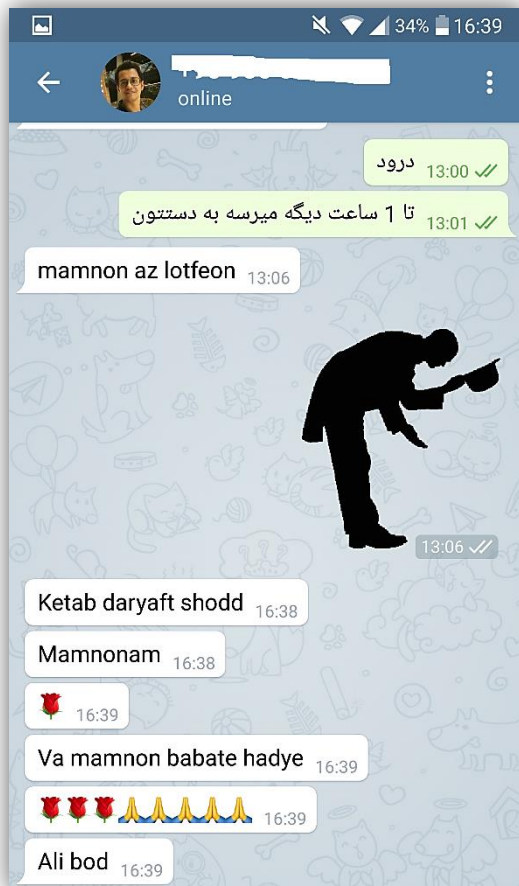 34% 16:39
online
درود 13:00
تا 1 ساعت دیگه میرسه به دستتون 13:01
mamnon az lotfeon 13:06
13:06
Ketab daryaft shodd 16:38
Mamnonam 16:38
🌹 16:39
Va mamnon babate hadye 16:39
🌹🌹🌹🙏🙏🙏🙏🙏 16:39
Ali bod 16:39